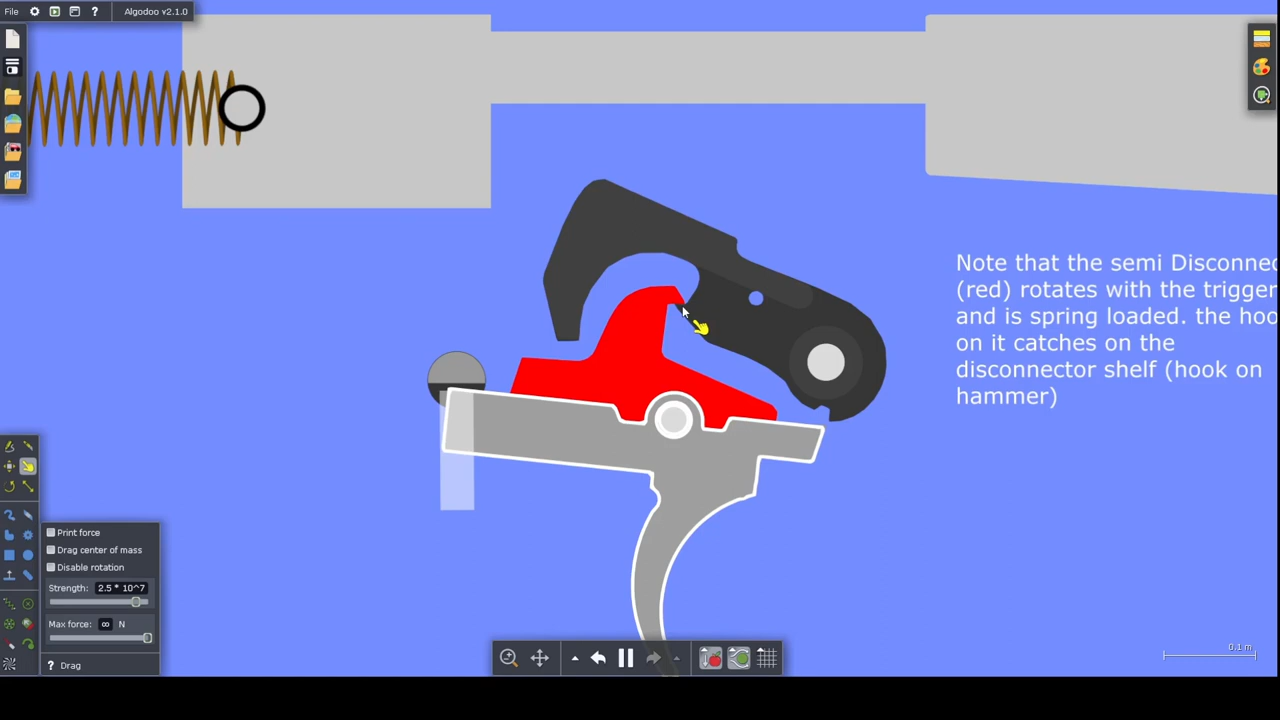 File ? Algodoo v2.1.0
Note that the semi Disconnec
(red) rotates with the trigger
and is spring loaded. the hoo
on it catches on the
disconnector shelf (hook on
hammer)
Print force
Drag center of mass
Disable rotation
Strength: 2.5 * 10^7
Max force: ∞ N
? Drag
0.1 m